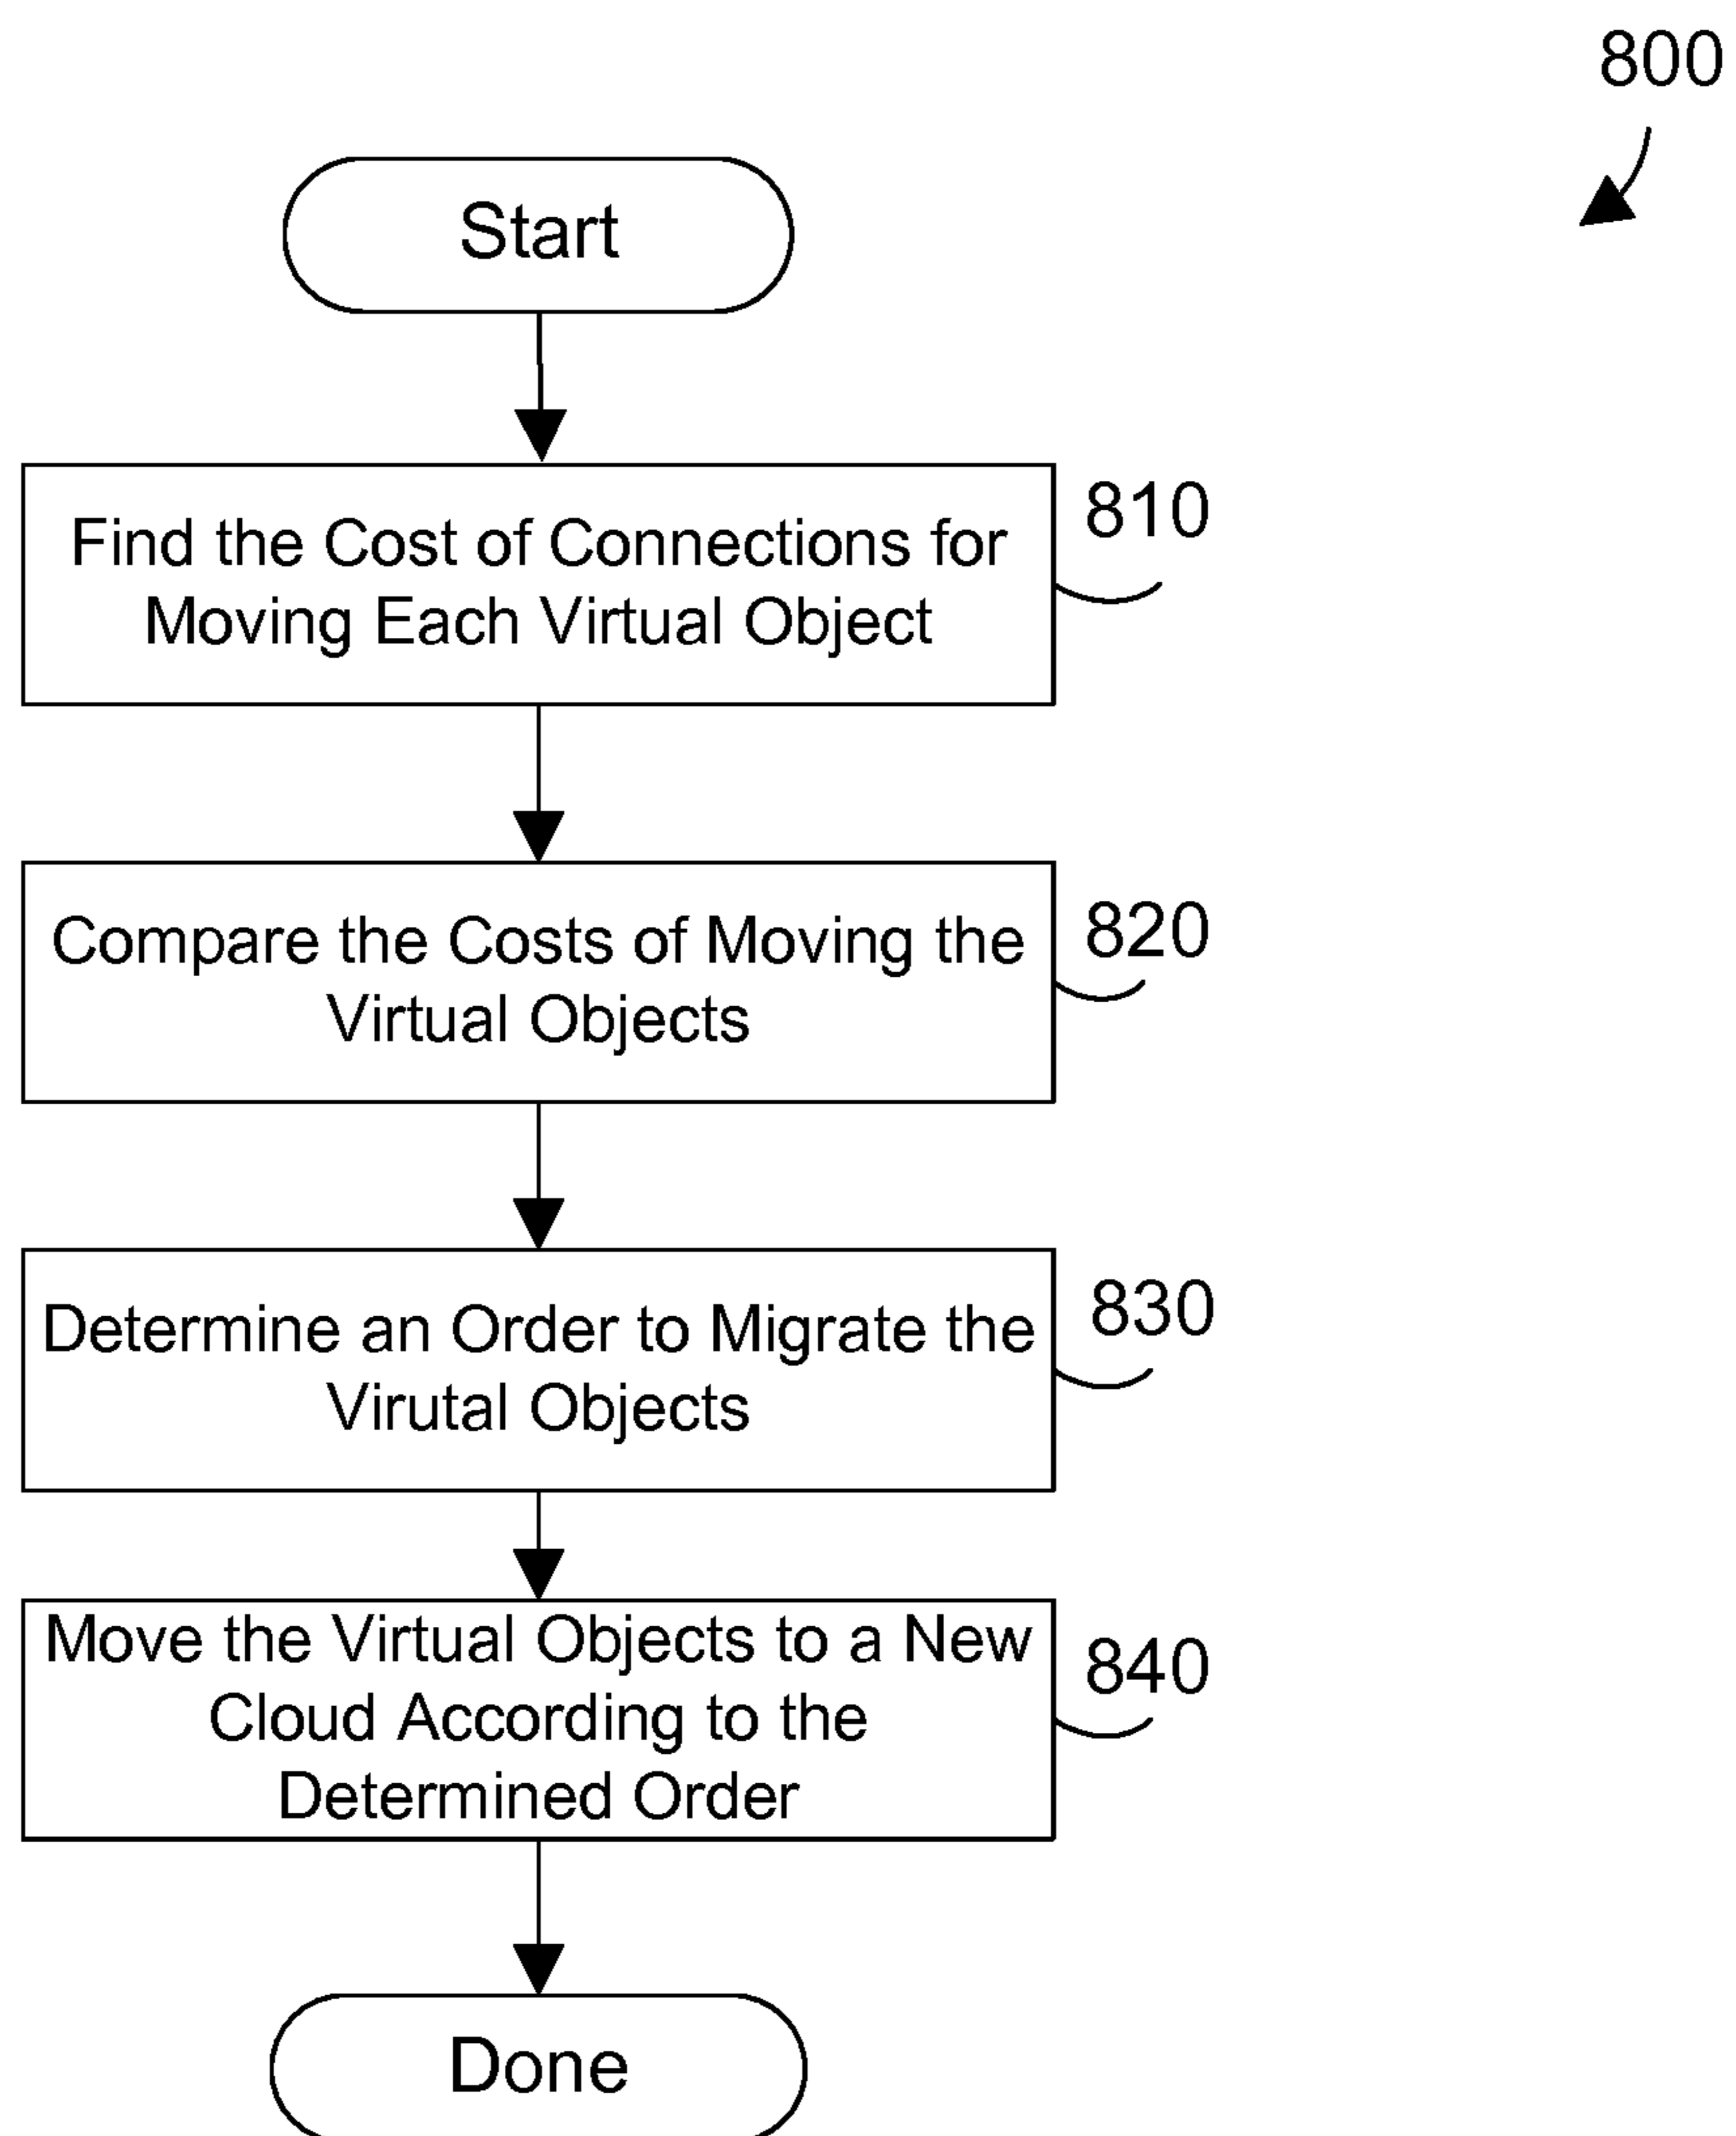 800
Start
Find the Cost of Connections for
Moving Each Virtual Object
810
Compare the Costs of Moving the
Virtual Objects
820
Determine an Order to Migrate the
Virutal Objects
830
Move the Virtual Objects to a New
Cloud According to the
Determined Order
840
Done